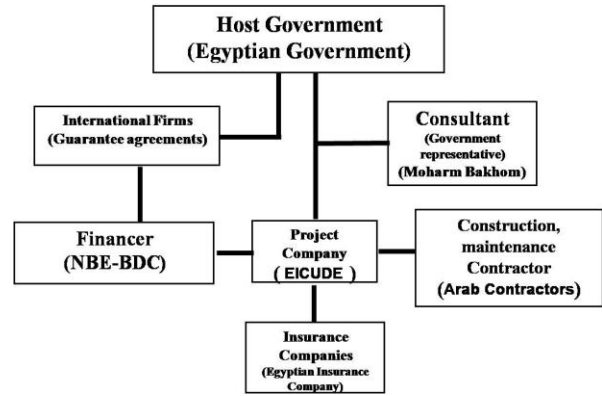 Host Government
(Egyptian Government)
International Firms
(Guarantee agreements)
Consultant
(Government
representative)
(Moharm Bakhom)
Financer
(NBE-BDC)
Project
Company
( EICUDE )
Construction,
maintenance
Contractor
(Arab Contractors)
Insurance
Companies
(Egyptian Insurance
Company)